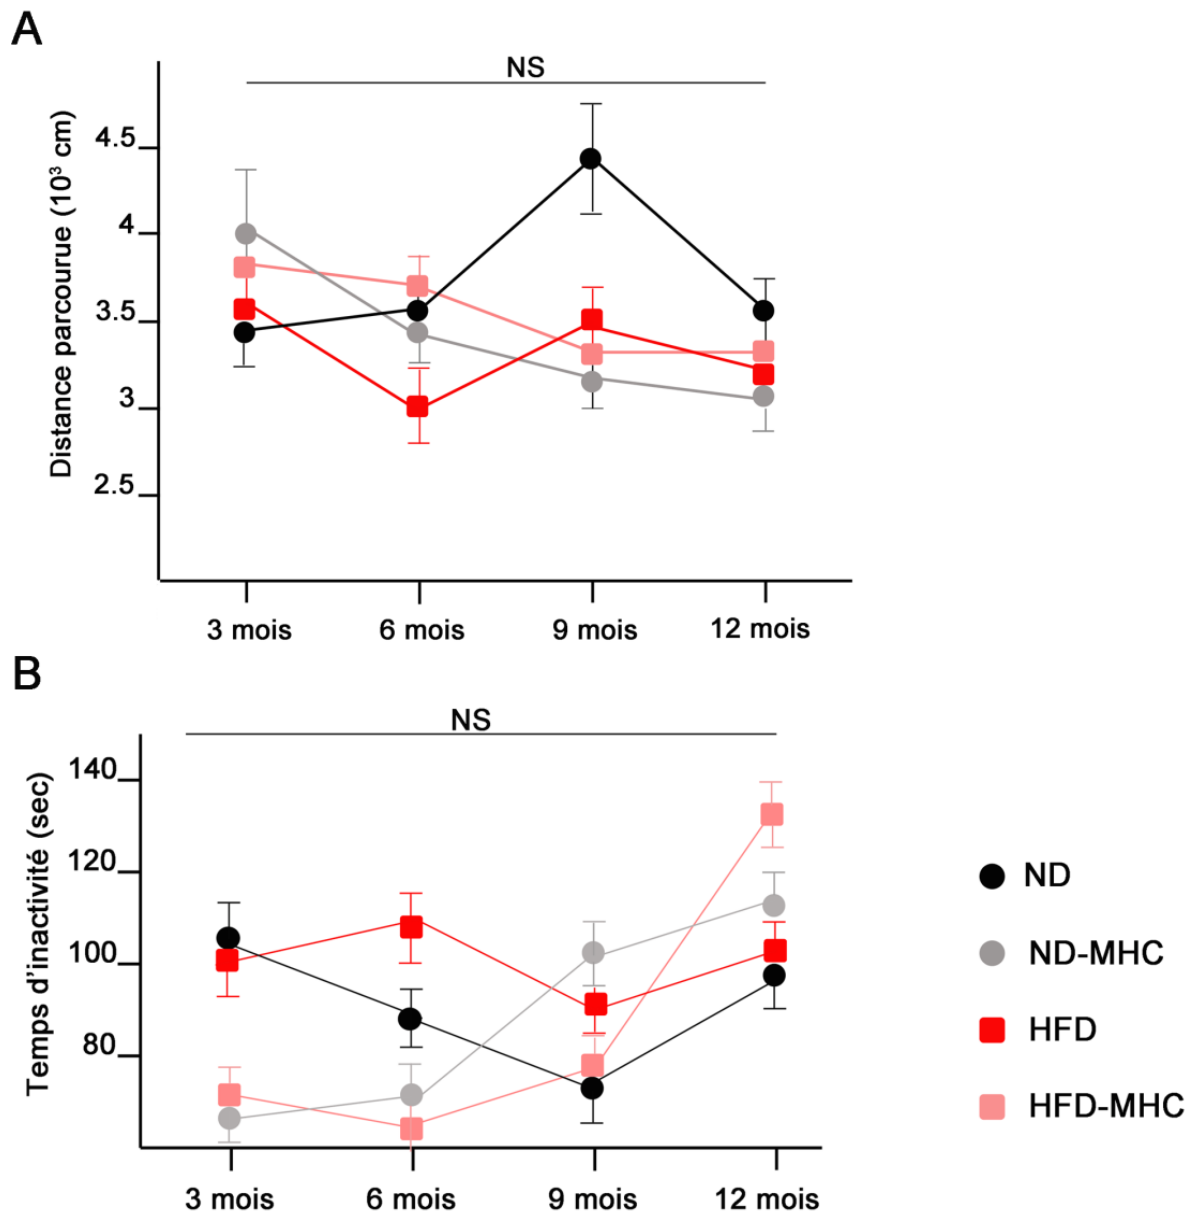 A
NS
Distance parcourue (10³ cm)
4.5
4
3.5
3
2.5
3 mois
6 mois
9 mois
12 mois
B
NS
Temps d'inactivité (sec)
140
120
100
80
3 mois
6 mois
9 mois
12 mois
ND
ND-MHC
HFD
HFD-MHC